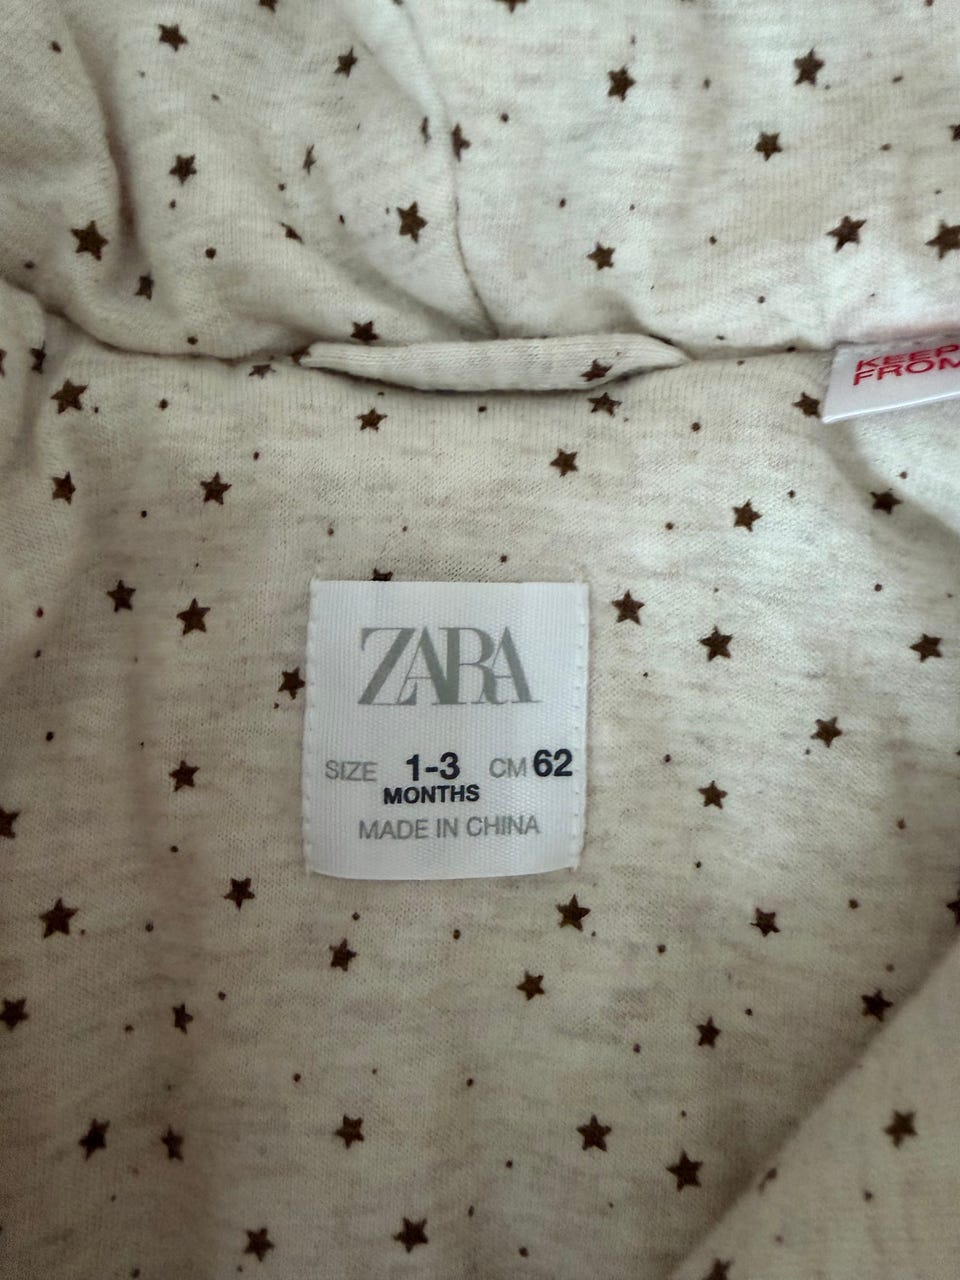 KEEP
FROM
ZARA
SIZE 1-3 CM 62
MONTHS
MADE IN CHINA